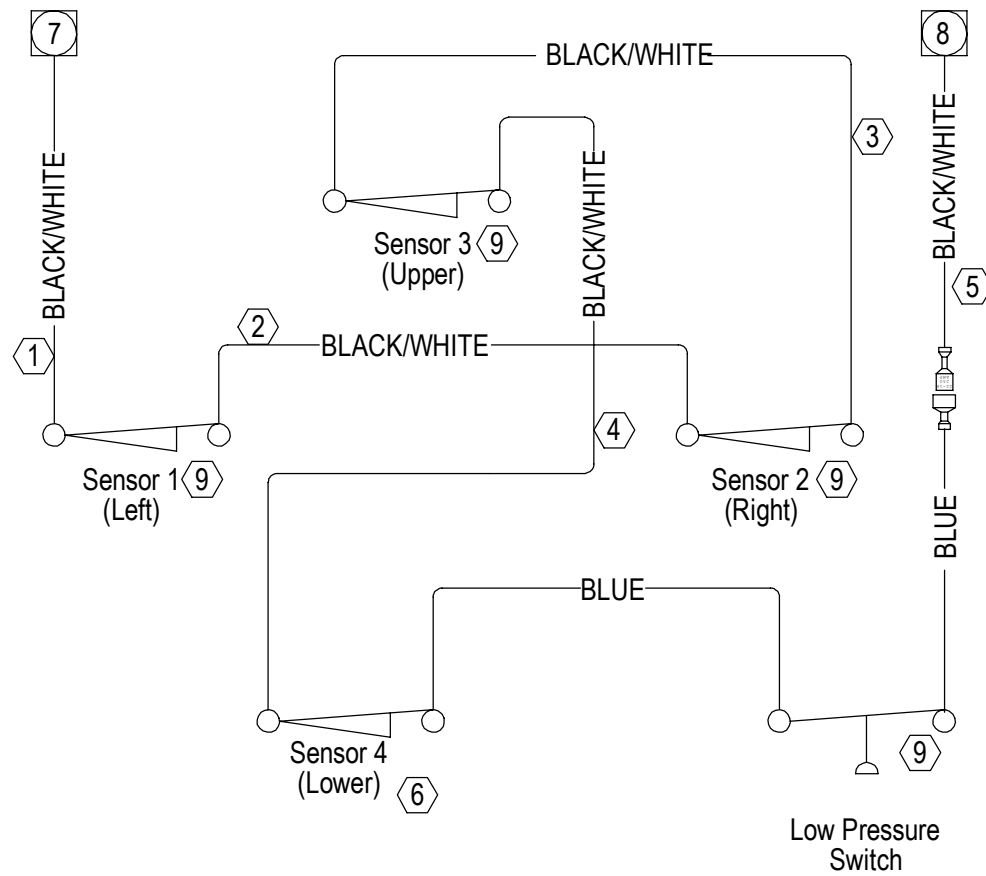 7
8
BLACK/WHITE
3
BLACK/WHITE
BLACK/WHITE
BLACK/WHITE
Sensor 3 9
(Upper)
5
2
1
BLACK/WHITE
4
Sensor 1 9
(Left)
Sensor 2 9
(Right)
BLUE
BLUE
Sensor 4
(Lower) 6
9
Low Pressure
Switch